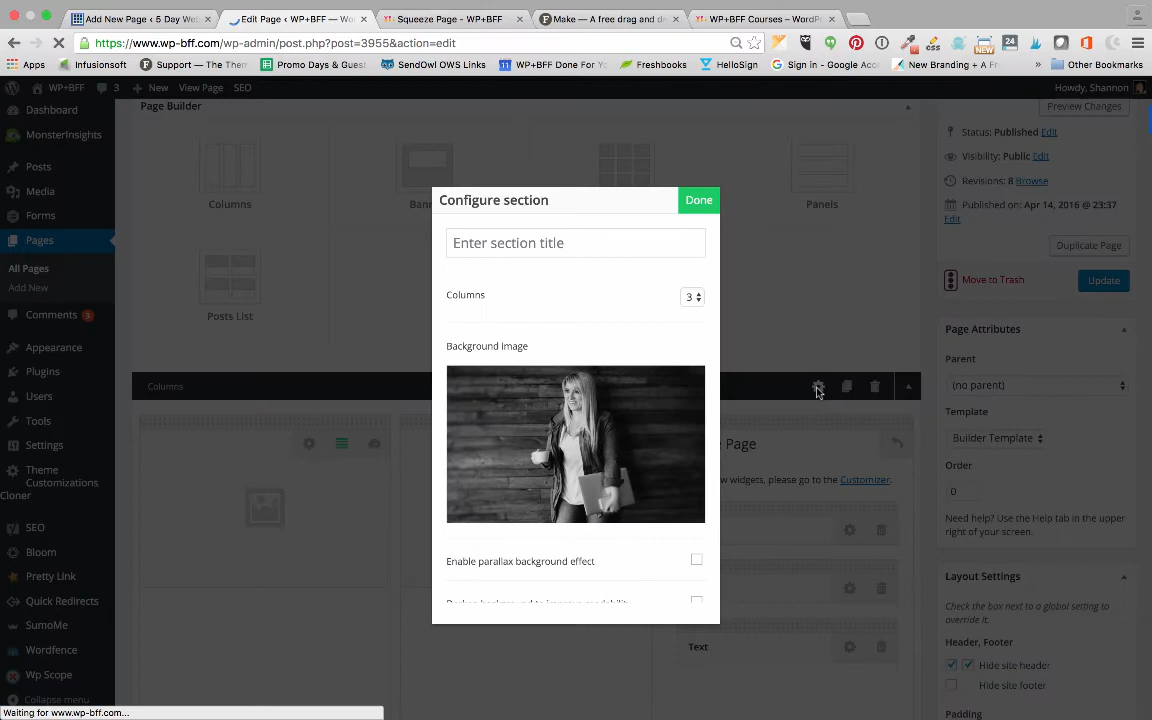 Add New Page ‹ 5 Day Web
Edit Page ‹ WP+BFF — Wo
Squeeze Page - WP+BFF
Make — A free drag and dr
WP+BFF Courses – WordPr
https://www.wp-bff.com/wp-admin/post.php?post=3955&action=edit
Apps
Infusionsoft
Support — The Them
Promo Days & Guest
SendOwl OWS Links
WP+BFF Done For Yo
Freshbooks
HelloSign
Sign in - Google Acc
New Branding + A Fr
»
Other Bookmarks
WP+BFF
3
New
View Page
SEO
Howdy, Shannon
Dashboard
MonsterInsights
Posts
Media
Forms
Pages
All Pages
Add New
Comments 3
Appearance
Plugins
Users
Tools
Settings
Theme
Customizations
Cloner
SEO
Bloom
Pretty Link
Quick Redirects
SumoMe
Wordfence
Wp Scope
Collapse menu
Page Builder
Columns
Bann
Panels
Posts List
Columns
Configure section
Done
Enter section title
Columns
3
Background image
Enable parallax background effect
Darken background to improve readability
Page
w widgets, please go to the Customizer.
Text
Preview Changes
Status: Published Edit
Visibility: Public Edit
Revisions: 8 Browse
Published on: Apr 14, 2016 @ 23:37
Edit
Duplicate Page
Move to Trash
Update
Page Attributes
Parent
(no parent)
Template
Builder Template
Order
0
Need help? Use the Help tab in the upper
right of your screen.
Layout Settings
Check the box next to a global setting to
override it.
Header, Footer
Hide site header
Hide site footer
Padding
Waiting for www.wp-bff.com...